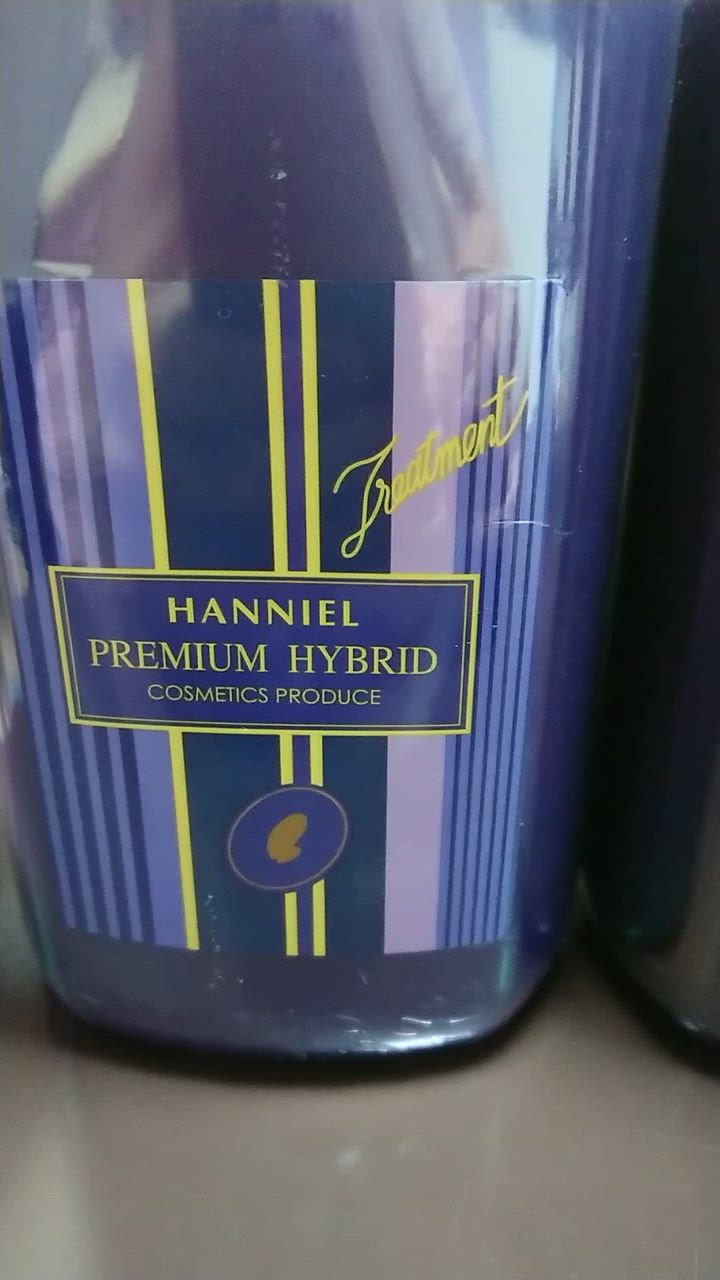 Treatment
HANNIEL
PREMIUM HYBRID
COSMETICS PRODUCE